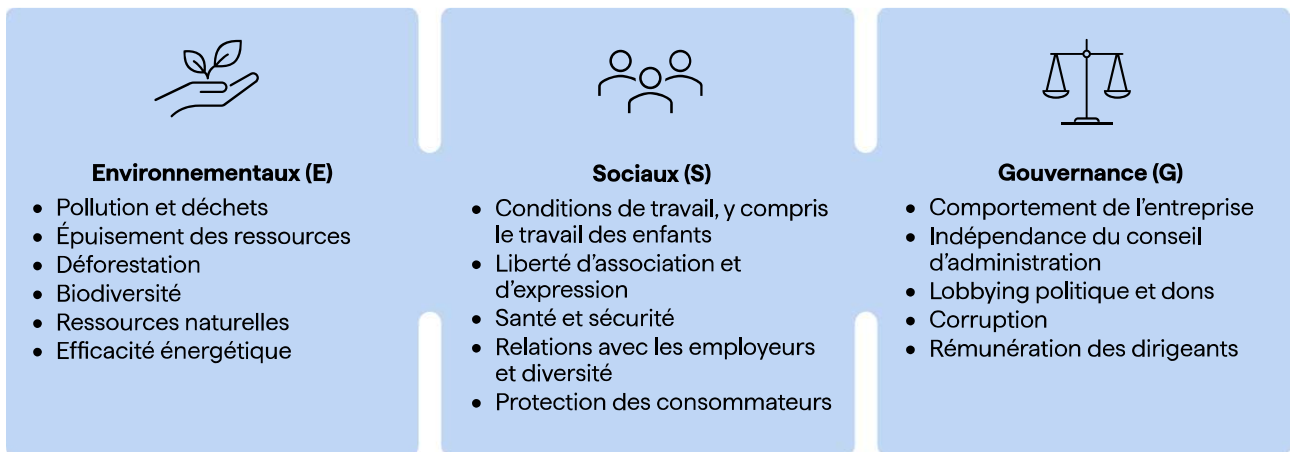 Environnementaux (E)
• Pollution et déchets
• Épuisement des ressources
• Déforestation
• Biodiversité
• Ressources naturelles
• Efficacité énergétique
Sociaux (S)
• Conditions de travail, y compris
le travail des enfants
• Liberté d’association et
d’expression
• Santé et sécurité
• Relations avec les employeurs
et diversité
• Protection des consommateurs
Gouvernance (G)
• Comportement de l’entreprise
• Indépendance du conseil
d’administration
• Lobbying politique et dons
• Corruption
• Rémunération des dirigeants